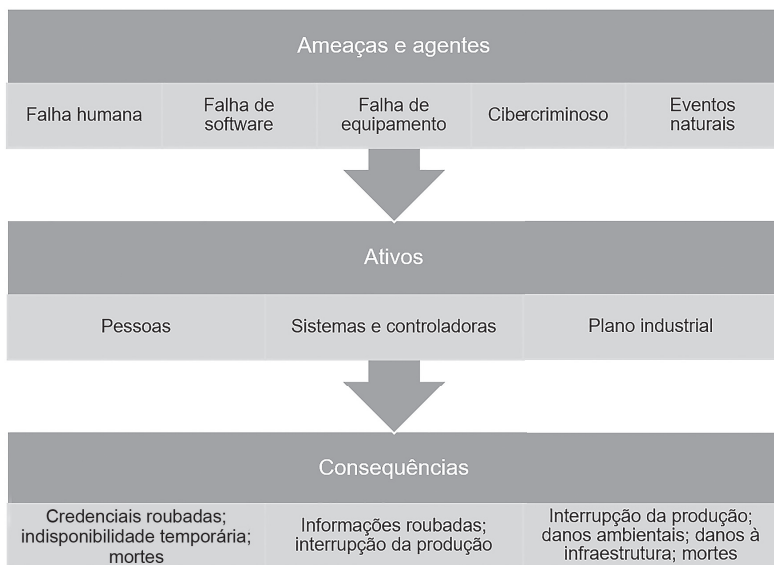 Ameaças e agentes
Falha humana
Falha de
software
Falha de
equipamento
Cibercriminoso
Eventos
naturais
Ativos
Pessoas
Sistemas e controladoras
Plano industrial
Consequências
Credenciais roubadas;
indisponibilidade temporária;
mortes
Informações roubadas;
interrupção da produção
Interrupção da produção;
danos ambientais; danos à
infraestrutura; mortes